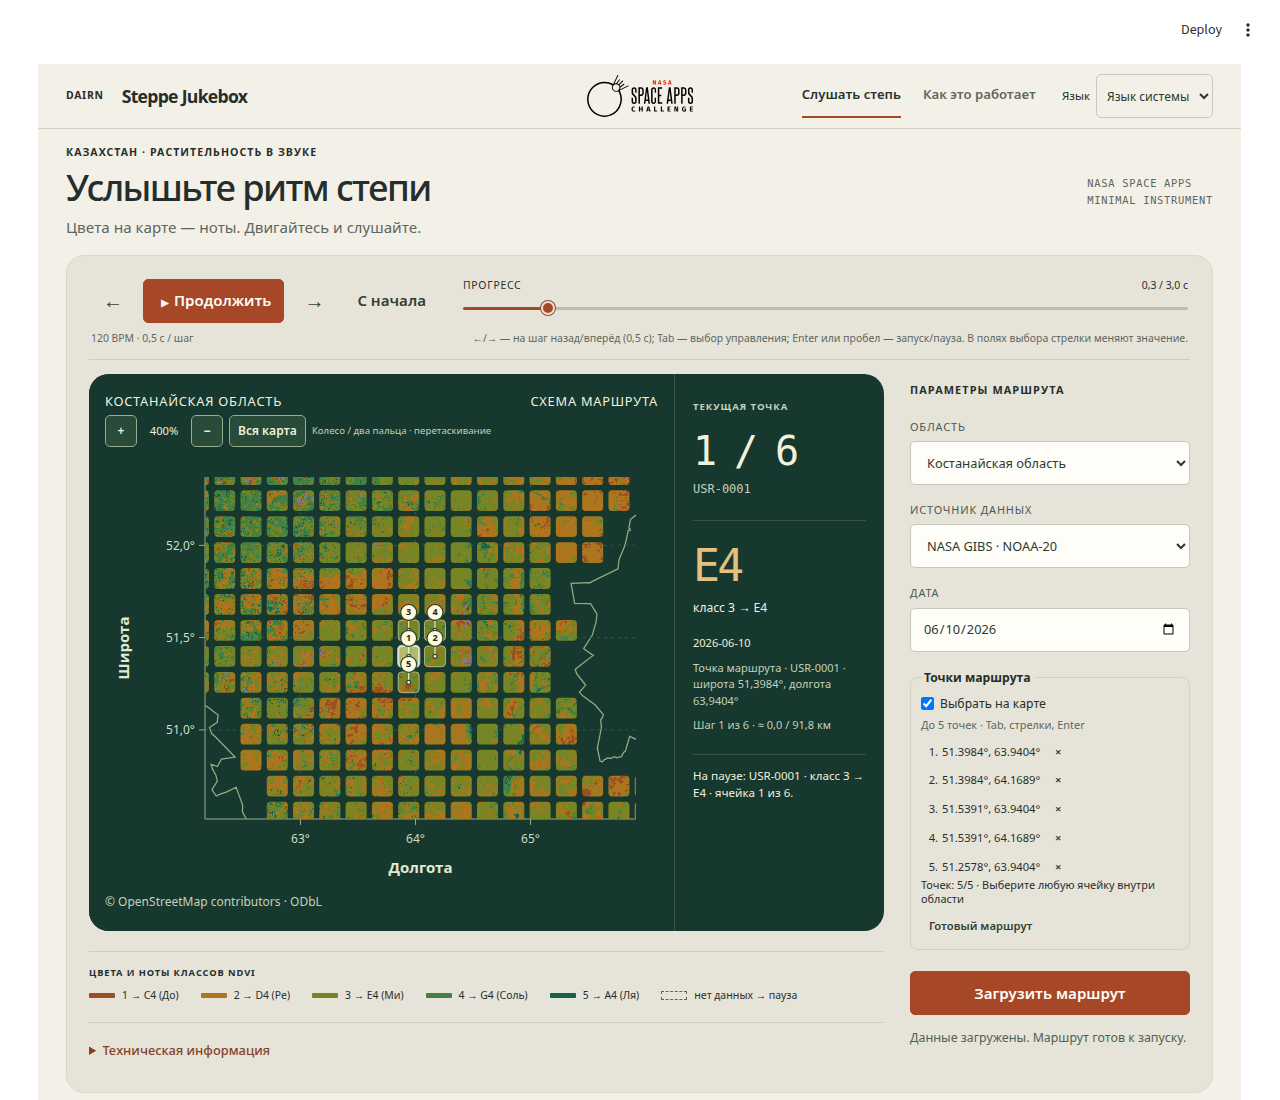 Deploy
DAIRN Steppe Jukebox
NASA
SPACE APPS
CHALLENGE
Слушать степь Как это работает Язык Язык системы
КАЗАХСТАН · РАСТИТЕЛЬНОСТЬ В ЗВУКЕ
Услышьте ритм степи
Цвета на карте — ноты. Двигайтесь и слушайте.
NASA SPACE APPS
MINIMAL INSTRUMENT
← ▶ Продолжить → С начала
ПРОГРЕСС 0,3 / 3,0 с
120 BPM · 0,5 с / шаг
←/→ — на шаг назад/вперёд (0,5 с); Tab — выбор управления; Enter или пробел — запуск/пауза. В полях выбора стрелки меняют значение.
КОСТАНАЙСКАЯ ОБЛАСТЬ СХЕМА МАРШРУТА
+ 400% − Вся карта Колесо / два пальца · перетаскивание
52,0°
51,5°
51,0°
Широта
3 4
1 2
5
63° 64° 65°
Долгота
© OpenStreetMap contributors · ODbL
ТЕКУЩАЯ ТОЧКА
1 / 6
USR-0001
E4
класс 3 → E4
2026-06-10
Точка маршрута · USR-0001 ·
широта 51,3984°, долгота
63,9404°
Шаг 1 из 6 · ≈ 0,0 / 91,8 км
На паузе: USR-0001 · класс 3 →
E4 · ячейка 1 из 6.
ПАРАМЕТРЫ МАРШРУТА
ОБЛАСТЬ
Костанайская область
ИСТОЧНИК ДАННЫХ
NASA GIBS · NOAA-20
ДАТА
06/10/2026
Точки маршрута
Выбрать на карте
До 5 точек · Tab, стрелки, Enter
1. 51.3984°, 63.9404° ×
2. 51.3984°, 64.1689° ×
3. 51.5391°, 63.9404° ×
4. 51.5391°, 64.1689° ×
5. 51.2578°, 63.9404° ×
Точек: 5/5 · Выберите любую ячейку внутри
области
Готовый маршрут
Загрузить маршрут
Данные загружены. Маршрут готов к запуску.
ЦВЕТА И НОТЫ КЛАССОВ NDVI
1 → C4 (До) 2 → D4 (Ре) 3 → E4 (Ми) 4 → G4 (Соль) 5 → A4 (Ля) нет данных → пауза
▶ Техническая информация